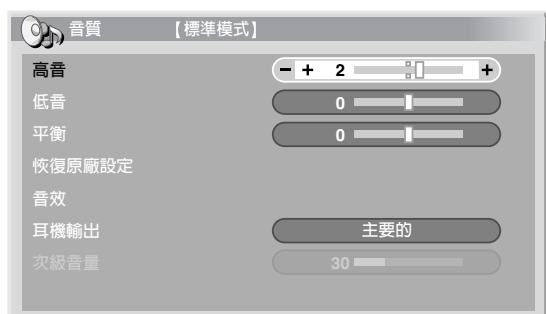 音質 【標準模式】
高音 - + 2 +
低音 0
平衡 0
恢復原廠設定
音效
耳機輸出 主要的
次級音量 30